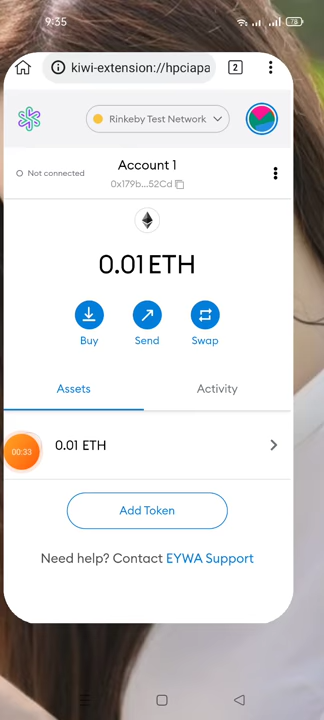 9:35
78
kiwi-extension://hpciapa
2
Rinkeby Test Network
Not connected
Account 1
0x179b...52Cd
0.01 ETH
Buy
Send
Swap
Assets
Activity
00:33
0.01 ETH
Add Token
Need help? Contact EYWA Support